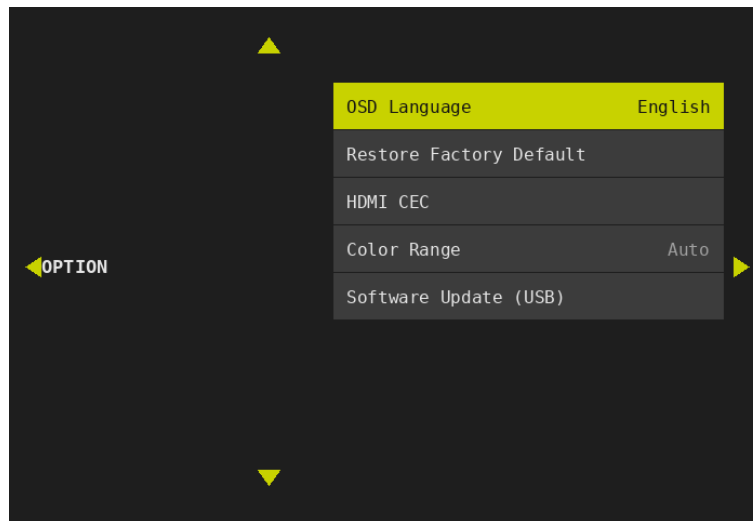 OSD Language English
Restore Factory Default
HDMI CEC
OPTION
Color Range Auto
Software Update (USB)